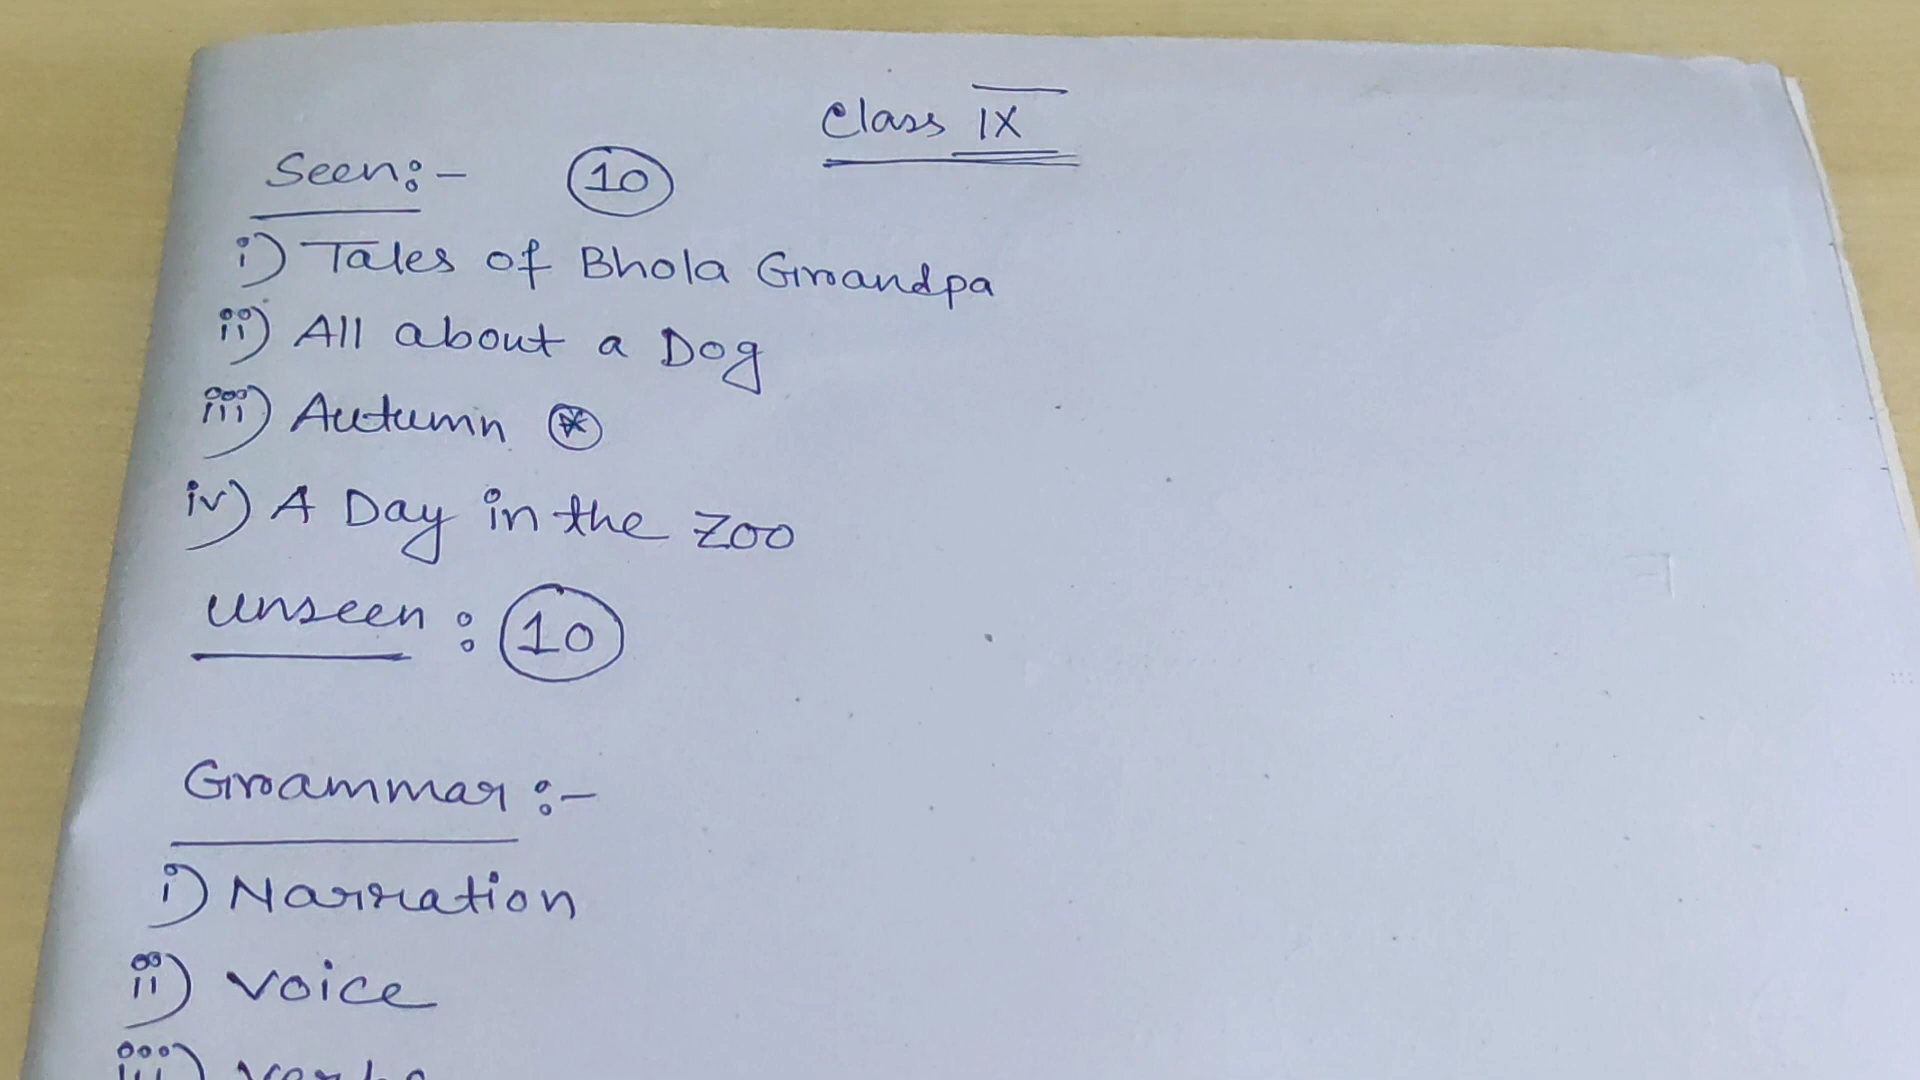 Class IX
Seen:- 10
i) Tales of Bhola Grandpa
ii) All about a Dog
iii) Autumn *
iv) A Day in the Zoo
Unseen: 10
Grammar:-
i) Narration
ii) Voice
iii)